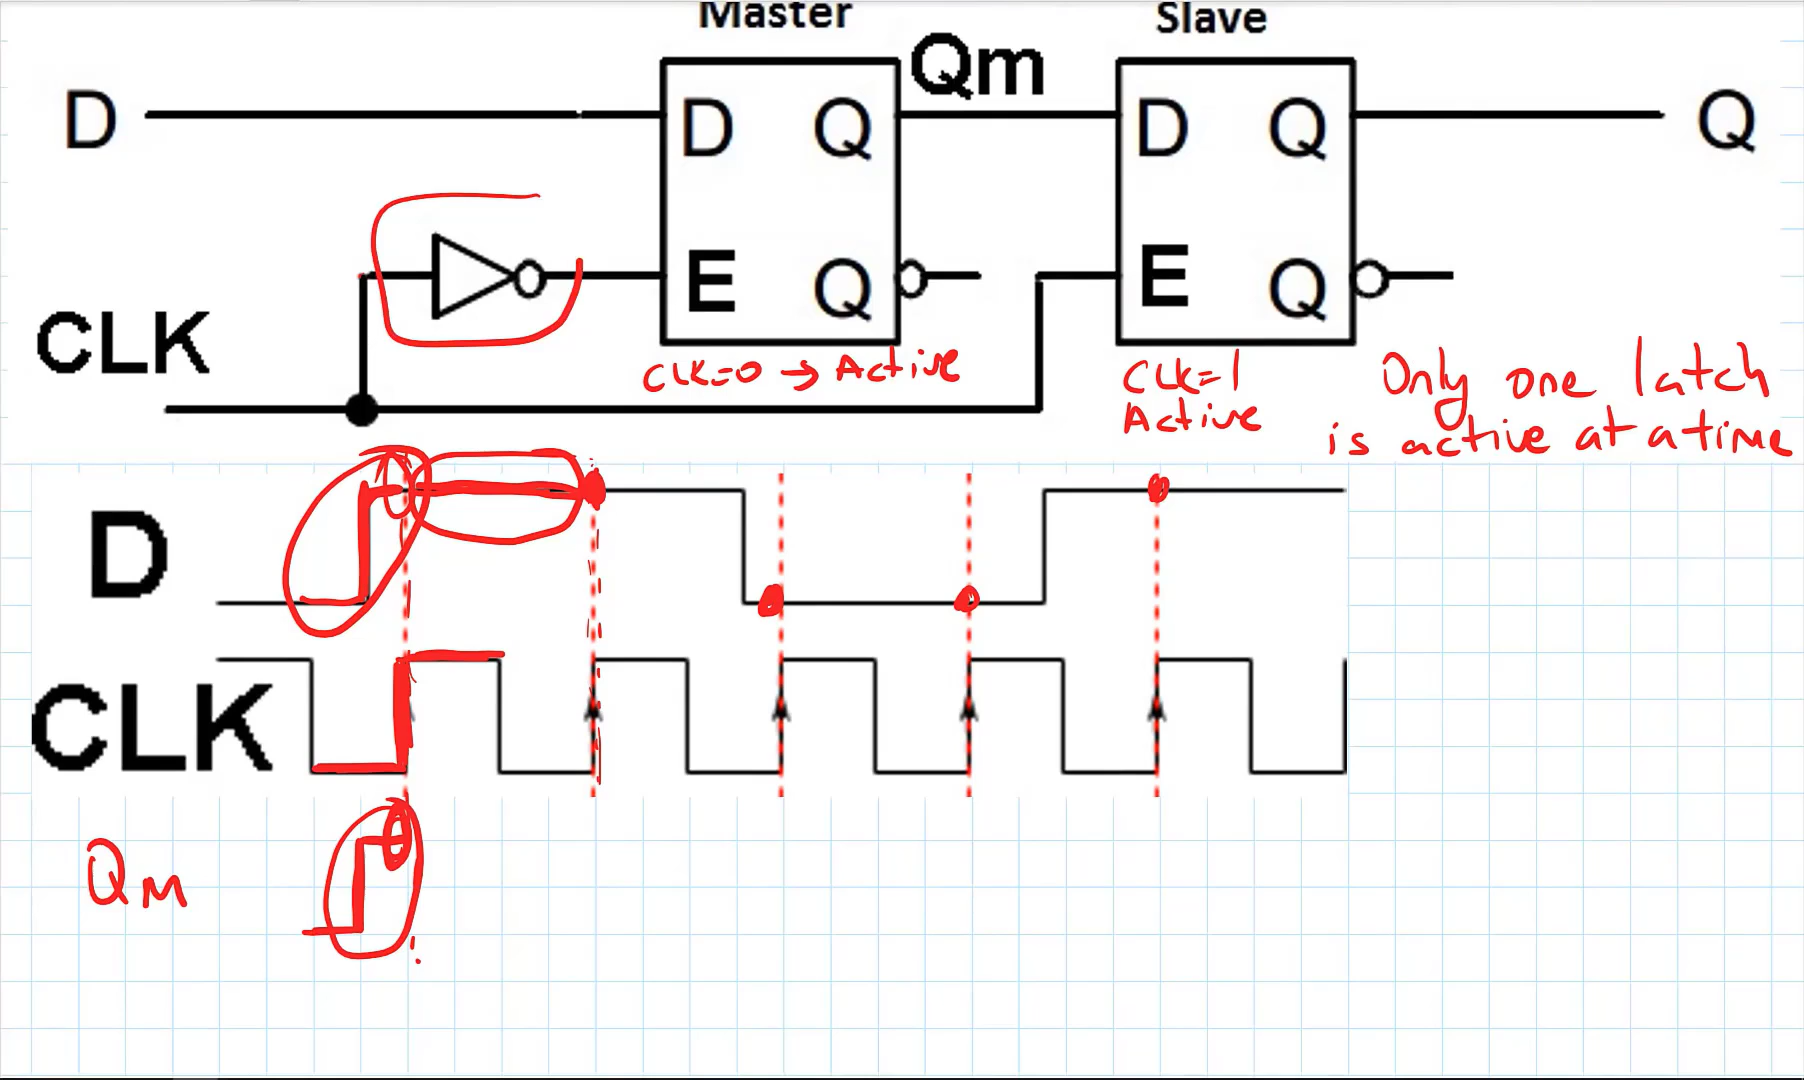 Master Slave
Qm
D D Q D Q Q
E Q E Q
CLK
CLK=0 → Active CLK=1 Only one latch
Active is active at a time
D
CLK
QM